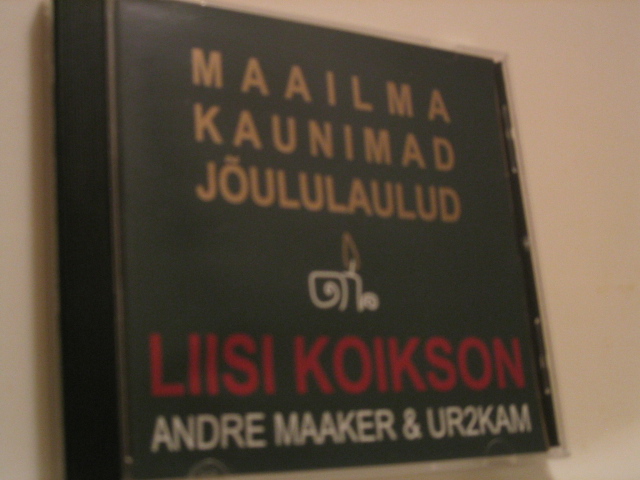 MAAILMA
KAUNIMAD
JÕULULAULUD
LIISI KOIKSON
ANDRE MAAKER & UR2KAM